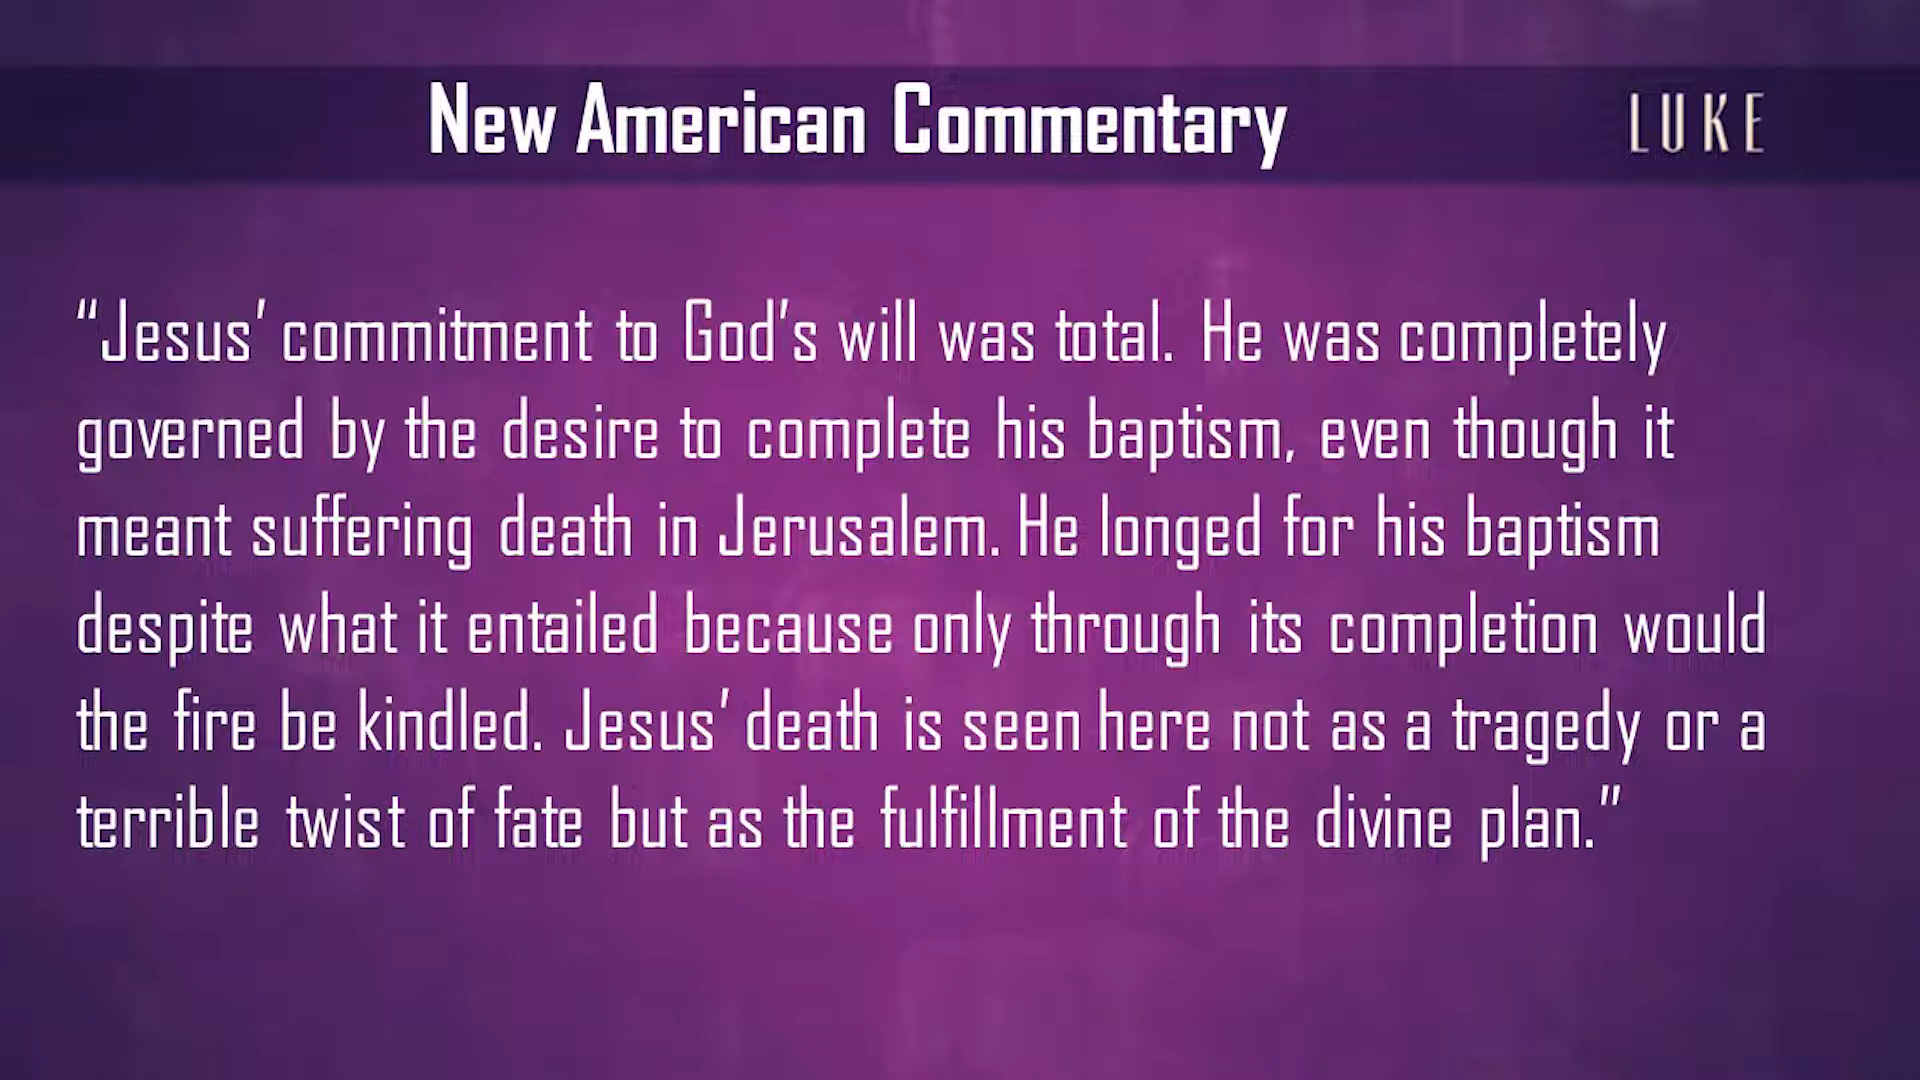 New American Commentary
LUKE
“Jesus’ commitment to God’s will was total. He was completely
governed by the desire to complete his baptism, even though it
meant suffering death in Jerusalem. He longed for his baptism
despite what it entailed because only through its completion would
the fire be kindled. Jesus’ death is seen here not as a tragedy or a
terrible twist of fate but as the fulfillment of the divine plan.”